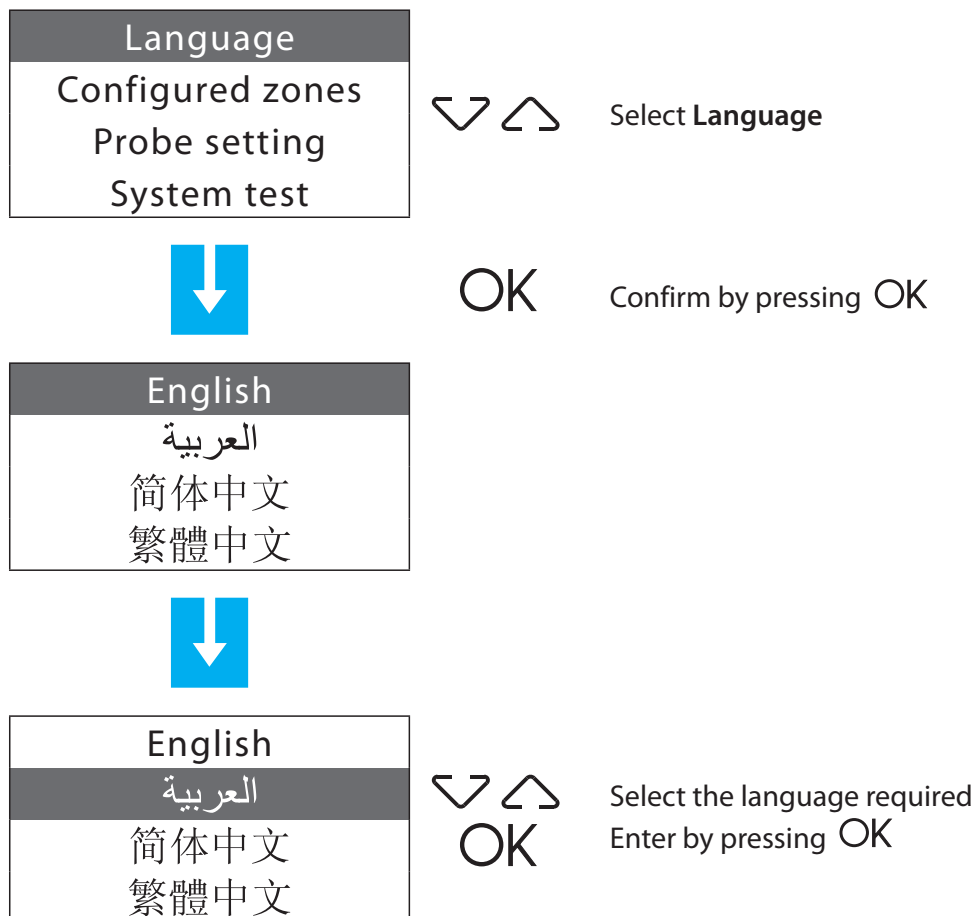 Language
Configured zones
Probe setting
System test
Select Language
OK
Confirm by pressing OK
English
العربية
简体中文
繁體中文
English
العربية
简体中文
繁體中文
Select the language required
OK
Enter by pressing OK